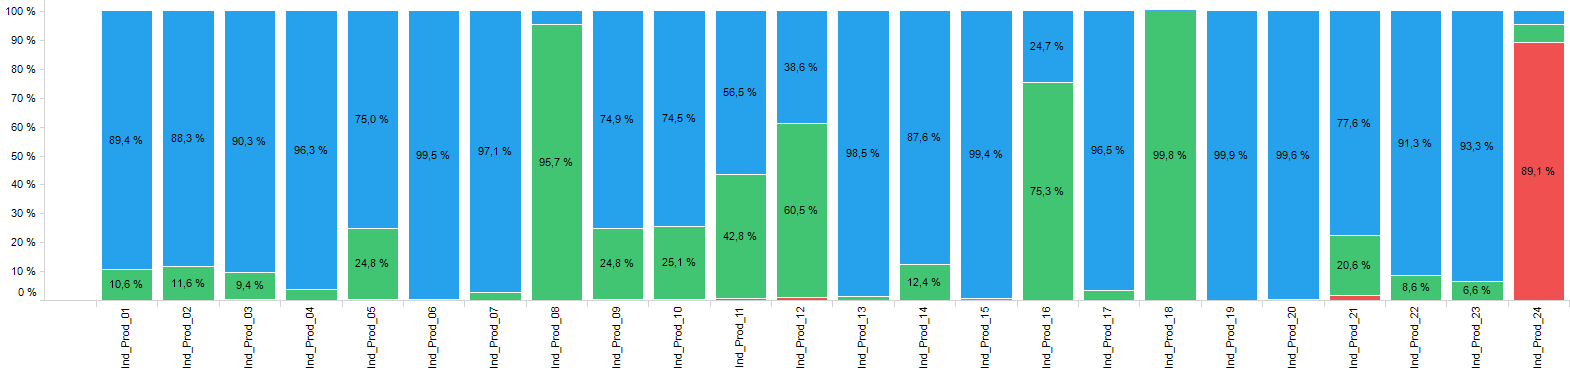 100 %
90 %
80 %
70 %
60 %
50 %
40 %
30 %
20 %
10 %
0 %
89,4 %
10,6 %
88,3 %
11,6 %
90,3 %
9,4 %
96,3 %
75,0 %
24,8 %
99,5 %
97,1 %
95,7 %
74,9 %
24,8 %
74,5 %
25,1 %
56,5 %
42,8 %
38,6 %
60,5 %
98,5 %
87,6 %
12,4 %
99,4 %
24,7 %
75,3 %
96,5 %
99,8 %
99,9 %
99,6 %
77,6 %
20,6 %
91,3 %
8,6 %
93,3 %
6,6 %
89,1 %
Ind_Prod_01
Ind_Prod_02
Ind_Prod_03
Ind_Prod_04
Ind_Prod_05
Ind_Prod_06
Ind_Prod_07
Ind_Prod_08
Ind_Prod_09
Ind_Prod_10
Ind_Prod_11
Ind_Prod_12
Ind_Prod_13
Ind_Prod_14
Ind_Prod_15
Ind_Prod_16
Ind_Prod_17
Ind_Prod_18
Ind_Prod_19
Ind_Prod_20
Ind_Prod_21
Ind_Prod_22
Ind_Prod_23
Ind_Prod_24